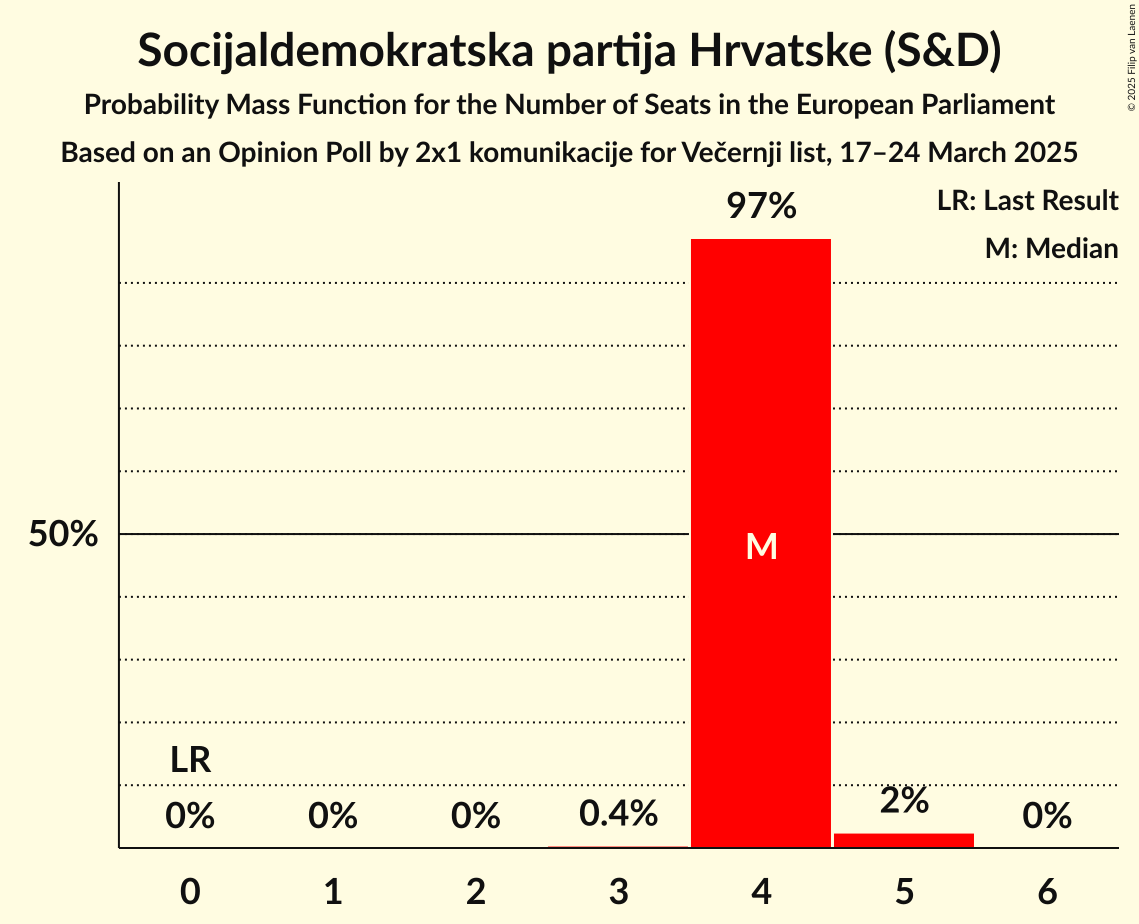 Socijaldemokratska partija Hrvatske (S&D)
Probability Mass Function for the Number of Seats in the European Parliament
Based on an Opinion Poll by 2x1 komunikacije for Večernji list, 17–24 March 2025
© 2025 Filip van Laenen
LR: Last Result
M: Median
97%
50%
M
LR
0% 0% 0% 0.4% 2% 0%
0 1 2 3 4 5 6